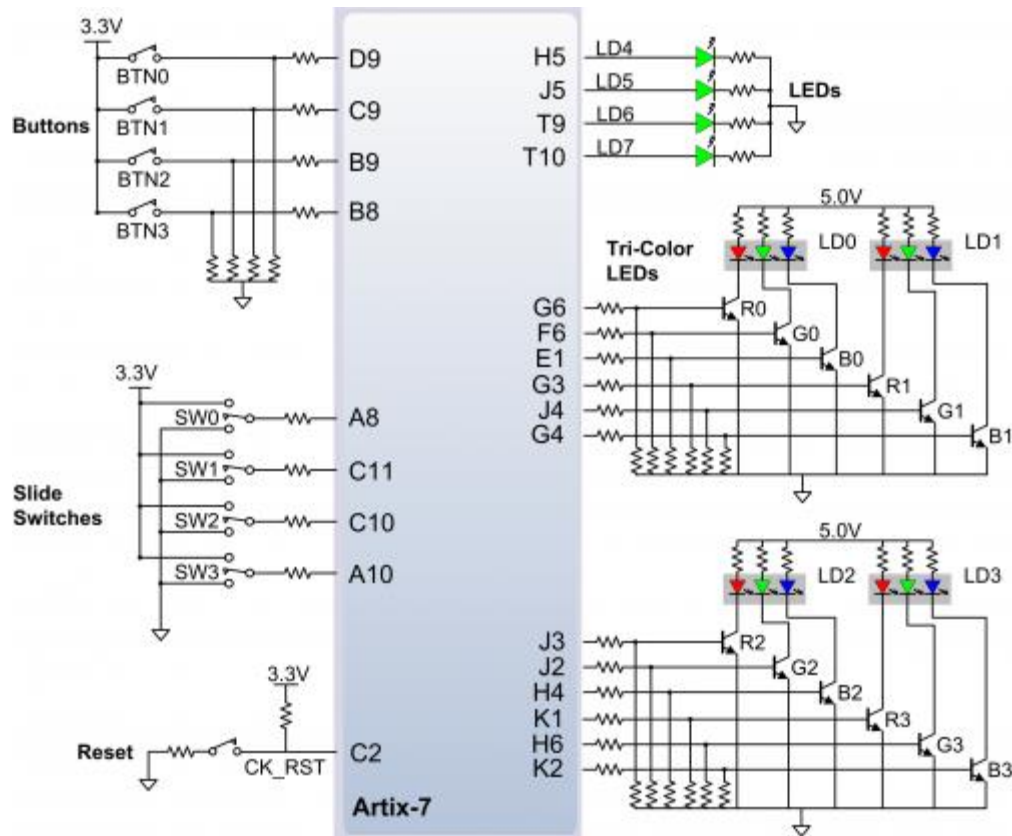 3.3V
BTN0
BTN1
BTN2
BTN3
Buttons
D9
C9
B9
B8
3.3V
SW0
SW1
SW2
SW3
Slide
Switches
A8
C11
C10
A10
3.3V
Reset
CK_RST
C2
Artix-7
H5
J5
T9
T10
LD4
LD5
LD6
LD7
LEDs
5.0V
LD0
LD1
Tri-Color
LEDs
G6
F6
E1
G3
J4
G4
R0
G0
B0
R1
G1
B1
5.0V
LD2
LD3
J3
J2
H4
K1
H6
K2
R2
G2
B2
R3
G3
B3